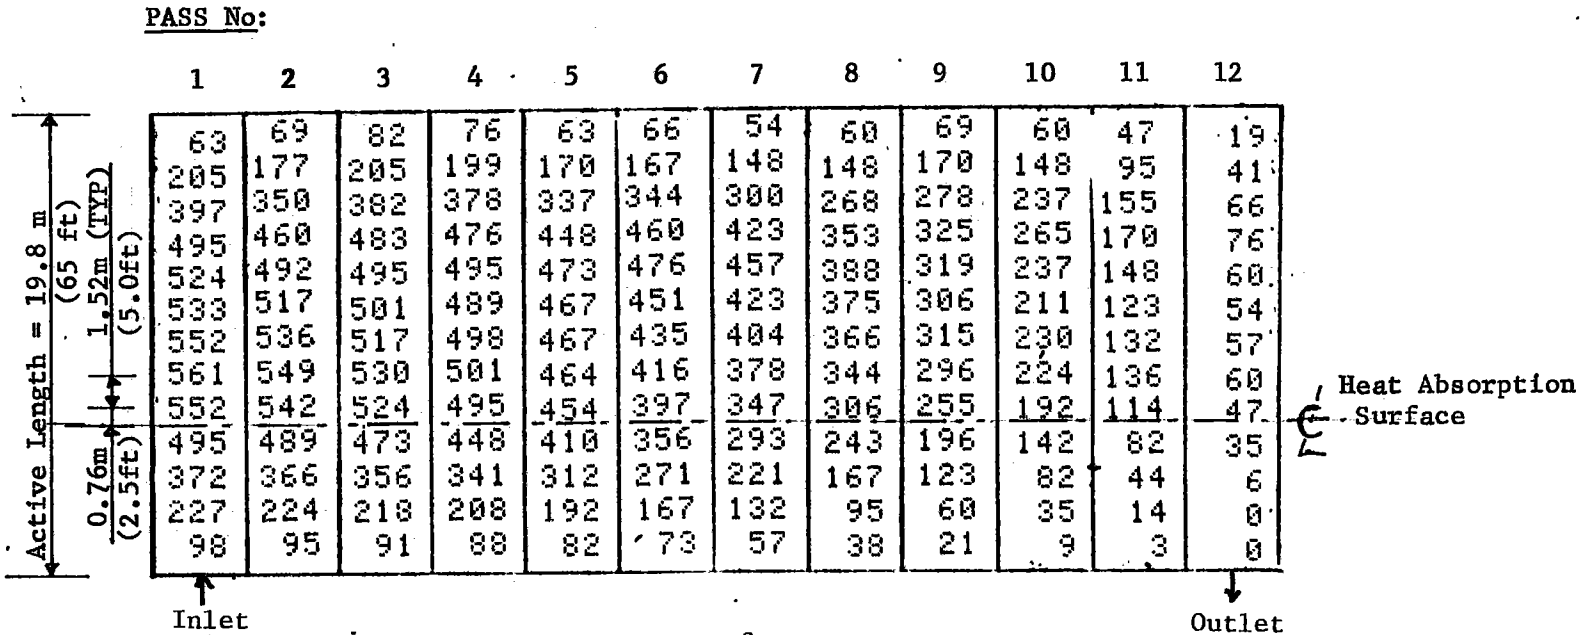 PASS No:
1 2 3 4 5 6 7 8 9 10 11 12
63 69 82 76 63 66 54 60 69 60 47 19
205 177 205 199 170 167 148 148 170 148 95 41
397 350 382 378 337 344 300 268 278 237 155 66
495 460 483 476 448 460 423 353 325 265 170 76
524 492 495 495 473 476 457 388 319 237 148 60
533 517 501 489 467 451 423 375 306 211 123 54
552 536 517 498 467 435 404 366 315 230 132 57
561 549 530 501 464 416 378 344 296 224 136 60
552 542 524 495 454 397 347 306 255 192 114 47
495 489 473 448 410 356 293 243 196 142 82 35
372 366 356 341 312 271 221 167 123 82 44 6
227 224 218 208 192 167 132 95 60 35 14 0
98 95 91 88 82 73 57 38 21 9 3 0
Active Length = 19.8 m
(65 ft)
1.52m (TYP)
(5.0ft)
0.76m
(2.5ft)
Heat Absorption
Surface
Inlet
Outlet